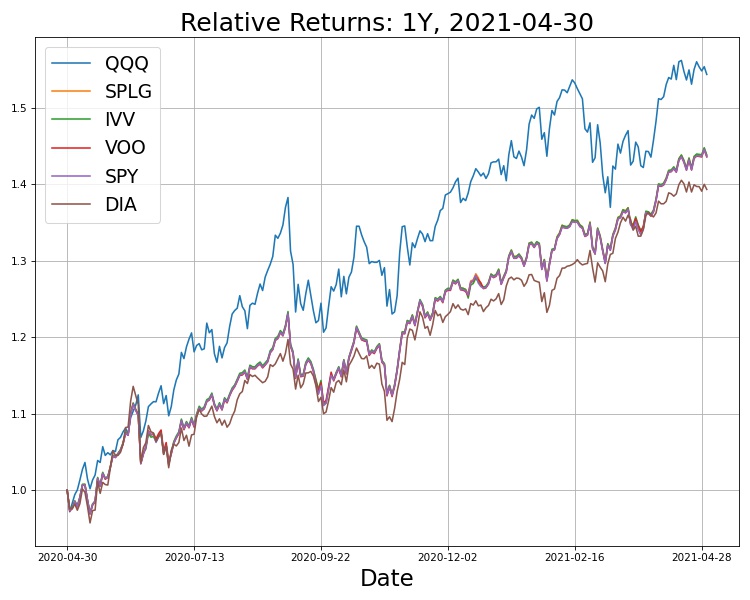 Relative Returns: 1Y, 2021-04-30
QQQ
SPLG
IVV
VOO
SPY
DIA
1.5
1.4
1.3
1.2
1.1
1.0
2020-04-30
2020-07-13
2020-09-22
2020-12-02
2021-02-16
2021-04-28
Date